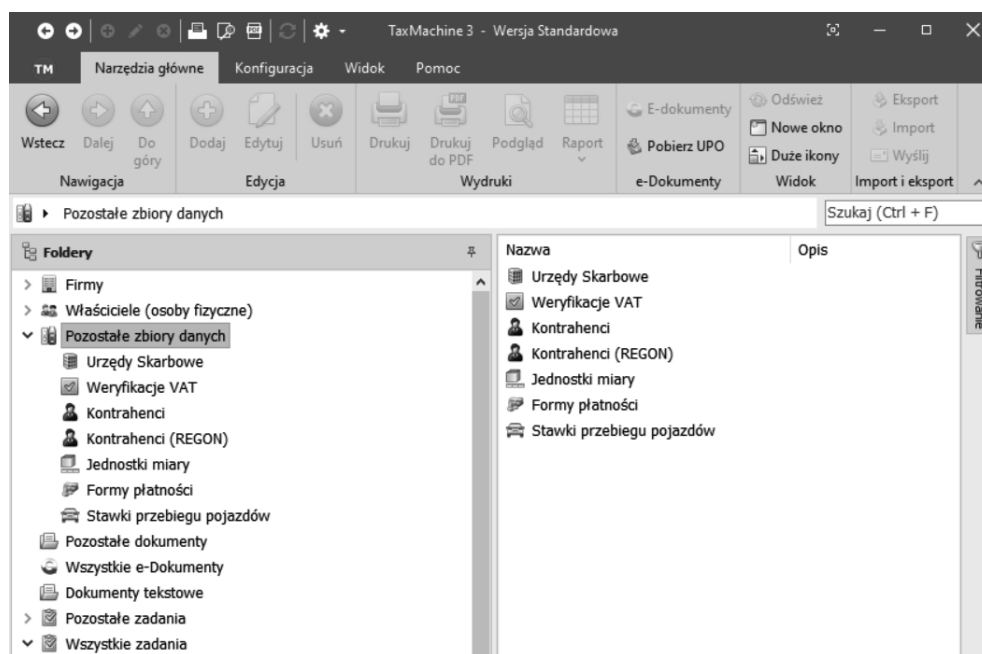 TaxMachine 3 - Wersja Standardowa
TM Narzędzia główne Konfiguracja Widok Pomoc
Wstecz Dalej Do góry Dodaj Edytuj Usuń Drukuj Drukuj do PDF Podgląd Raport
E-dokumenty
Pobierz UPO
Odśwież
Nowe okno
Duże ikony
Eksport
Import
Wyślij
Nawigacja Edycja Wydruki e-Dokumenty Widok Import i eksport
Pozostałe zbiory danych
Szukaj (Ctrl + F)
Foldery
Firmy
Właściciele (osoby fizyczne)
Pozostałe zbiory danych
Urzędy Skarbowe
Weryfikacje VAT
Kontrahenci
Kontrahenci (REGON)
Jednostki miary
Formy płatności
Stawki przebiegu pojazdów
Pozostałe dokumenty
Wszystkie e-Dokumenty
Dokumenty tekstowe
Pozostałe zadania
Wszystkie zadania
Nazwa Opis
Urzędy Skarbowe
Weryfikacje VAT
Kontrahenci
Kontrahenci (REGON)
Jednostki miary
Formy płatności
Stawki przebiegu pojazdów
Filtrowanie